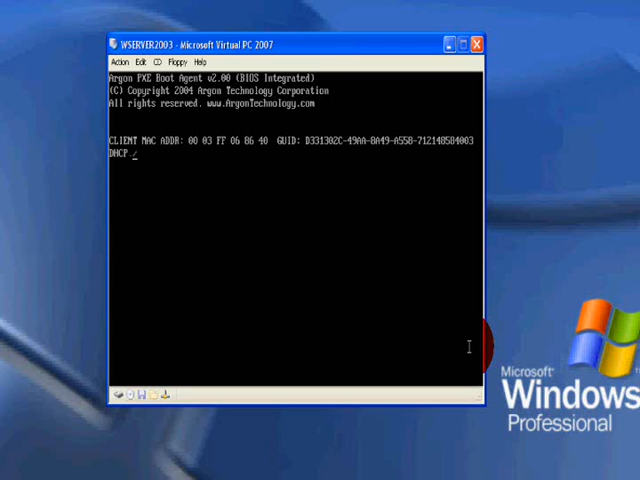 WSERVER2003 - Microsoft Virtual PC 2007
Action Edit CD Floppy Help
Argon PXE Boot Agent v2.00 (BIOS Integrated)
(C) Copyright 2004 Argon Technology Corporation
All rights reserved. www.ArgonTechnology.com
CLIENT MAC ADDR: 00 03 FF 06 86 40 GUID: D331302C-49AA-8A49-A558-712148584003
DHCP./
Microsoft
Windows
Professional